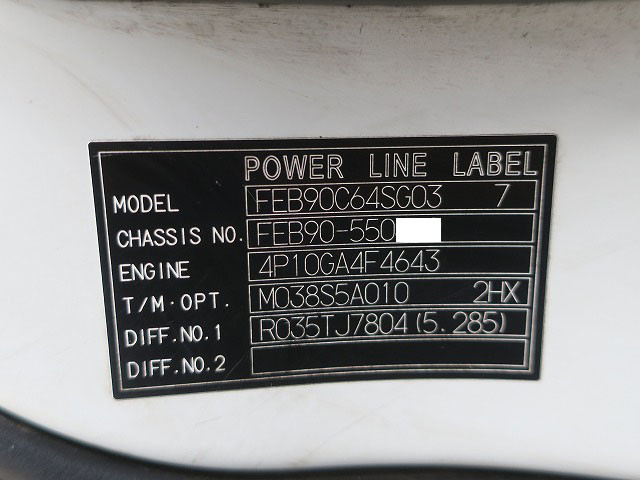 POWER LINE LABEL
MODEL FEB90C64SG03 7
CHASSIS NO. FEB90-550
ENGINE 4P10GA4F4643
T/M·OPT. M038S5A010 2HX
DIFF.NO.1 R035TJ7804(5.285)
DIFF.NO.2